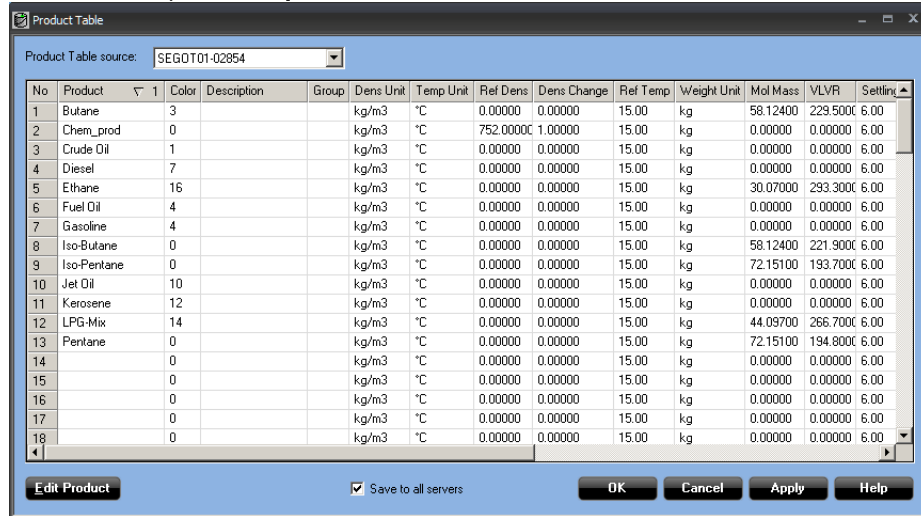 Product Table
Product Table source: SEGOT01-02854
No Product 1 Color Description Group Dens Unit Temp Unit Ref Dens Dens Change Ref Temp Weight Unit Mol Mass VLVR Settling
1 Butane 3 kg/m3 °C 0.00000 0.00000 15.00 kg 58.12400 229.5000 6.00
2 Chem_prod 0 kg/m3 °C 752.00000 1.00000 15.00 kg 0.00000 0.00000 6.00
3 Crude Oil 1 kg/m3 °C 0.00000 0.00000 15.00 kg 0.00000 0.00000 6.00
4 Diesel 7 kg/m3 °C 0.00000 0.00000 15.00 kg 0.00000 0.00000 6.00
5 Ethane 16 kg/m3 °C 0.00000 0.00000 15.00 kg 30.07000 293.3000 6.00
6 Fuel Oil 4 kg/m3 °C 0.00000 0.00000 15.00 kg 0.00000 0.00000 6.00
7 Gasoline 4 kg/m3 °C 0.00000 0.00000 15.00 kg 0.00000 0.00000 6.00
8 Iso-Butane 0 kg/m3 °C 0.00000 0.00000 15.00 kg 58.12400 221.9000 6.00
9 Iso-Pentane 0 kg/m3 °C 0.00000 0.00000 15.00 kg 72.15100 193.7000 6.00
10 Jet Oil 10 kg/m3 °C 0.00000 0.00000 15.00 kg 0.00000 0.00000 6.00
11 Kerosene 12 kg/m3 °C 0.00000 0.00000 15.00 kg 0.00000 0.00000 6.00
12 LPG-Mix 14 kg/m3 °C 0.00000 0.00000 15.00 kg 44.09700 266.7000 6.00
13 Pentane 0 kg/m3 °C 0.00000 0.00000 15.00 kg 72.15100 194.8000 6.00
14 0 kg/m3 °C 0.00000 0.00000 15.00 kg 0.00000 0.00000 6.00
15 0 kg/m3 °C 0.00000 0.00000 15.00 kg 0.00000 0.00000 6.00
16 0 kg/m3 °C 0.00000 0.00000 15.00 kg 0.00000 0.00000 6.00
17 0 kg/m3 °C 0.00000 0.00000 15.00 kg 0.00000 0.00000 6.00
18 0 kg/m3 °C 0.00000 0.00000 15.00 kg 0.00000 0.00000 6.00
Edit Product Save to all servers OK Cancel Apply Help